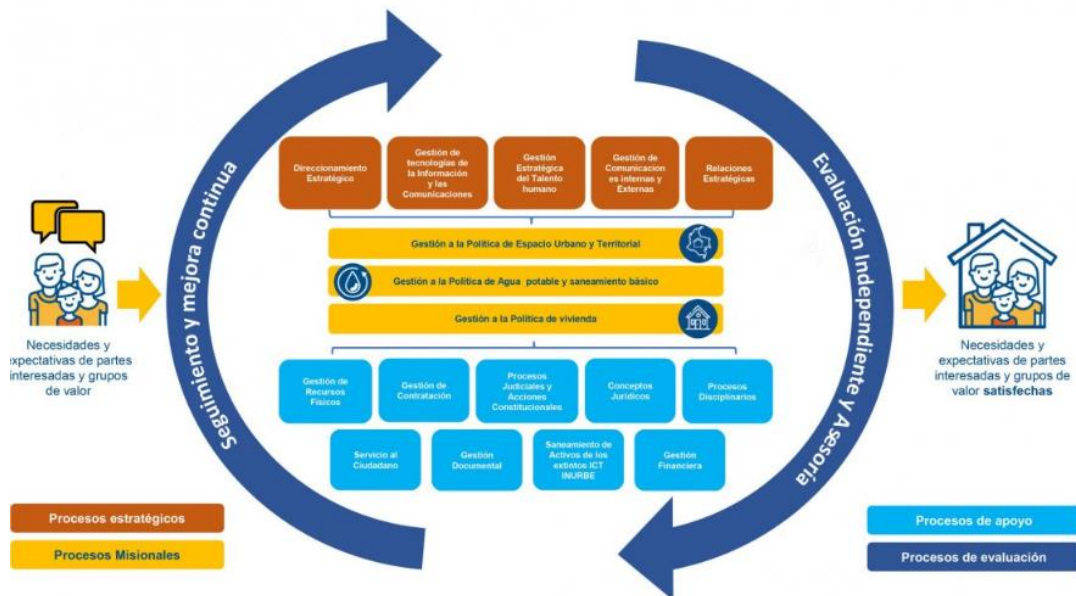 Direccionamiento
Estratégico
Gestión de
tecnologías de
la Información
y las
Comunicaciones
Gestión
Estratégica
del Talento
humano
Gestión de
Comunicacion
es internas y
Externas
Relaciones
Estratégicas
Seguimiento y mejora continua
Evaluación Independiente y Asesoría
Gestión a la Política de Espacio Urbano y Territorial
Gestión a la Política de Agua potable y saneamiento básico
Gestión a la Política de vivienda
Necesidades y
expectativas de partes
interesadas y grupos
de valor
Necesidades y
expectativas de partes
interesadas y grupos de
valor satisfechas
Gestión de
Recursos
Físicos
Gestión de
Contratación
Procesos
Judiciales y
Acciones
Constitucionales
Conceptos
Jurídicos
Procesos
Disciplinarios
Servicio al
Ciudadano
Gestión
Documental
Saneamiento de
Activos de los
extintos ICT
INURBE
Gestión
Financiera
Procesos estratégicos
Procesos Misionales
Procesos de apoyo
Procesos de evaluación